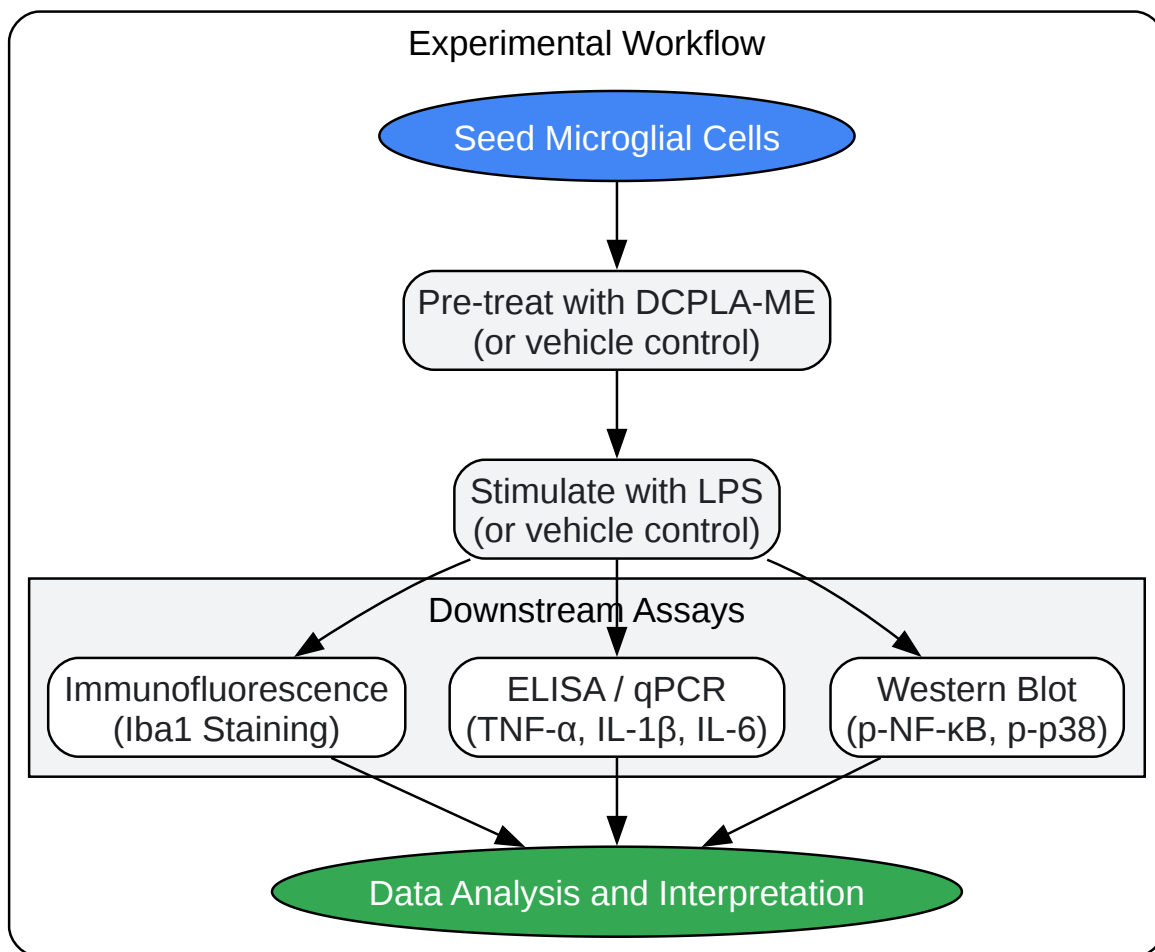 Experimental Workflow
Seed Microglial Cells
Pre-treat with DCPLA-ME
(or vehicle control)
Stimulate with LPS
(or vehicle control)
Downstream Assays
Immunofluorescence
(Iba1 Staining)
ELISA / qPCR
(TNF-α, IL-1β, IL-6)
Western Blot
(p-NF-κB, p-p38)
Data Analysis and Interpretation